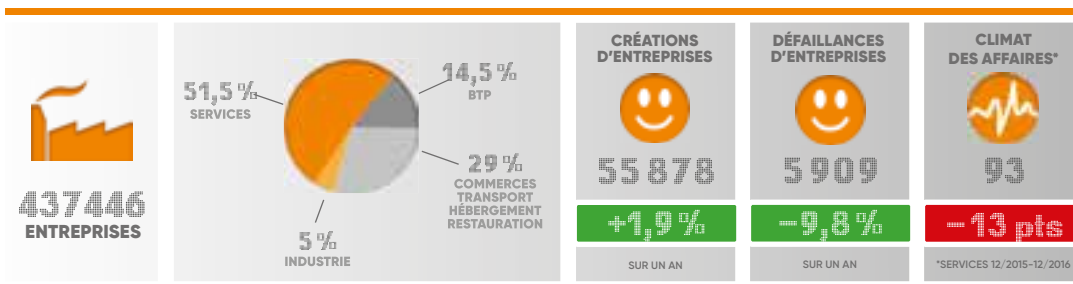 437446
ENTREPRISES
51,5 %
SERVICES
14,5 %
BTP
29 %
COMMERCES
TRANSPORT
HÉBERGEMENT
RESTAURATION
5 %
INDUSTRIE
CRÉATIONS
D'ENTREPRISES
55 878
+1,9 %
SUR UN AN
DÉFAILLANCES
D'ENTREPRISES
5 909
−9,8 %
SUR UN AN
CLIMAT
DES AFFAIRES*
93
−13 pts
*SERVICES 12/2015-12/2016